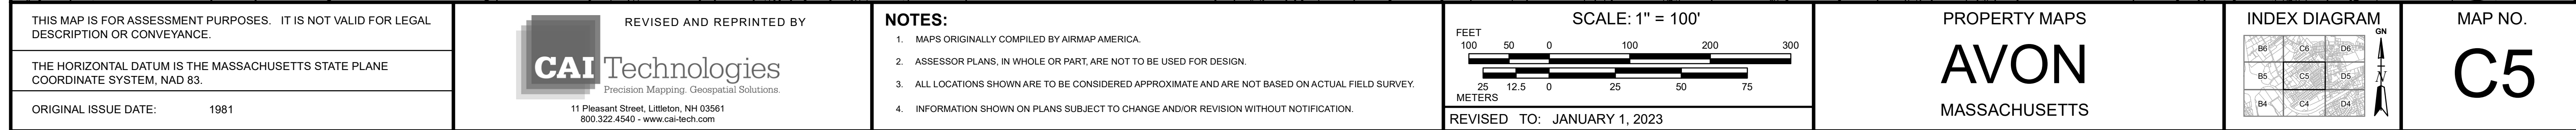 THIS MAP IS FOR ASSESSMENT PURPOSES. IT IS NOT VALID FOR LEGAL
DESCRIPTION OR CONVEYANCE.
THE HORIZONTAL DATUM IS THE MASSACHUSETTS STATE PLANE
COORDINATE SYSTEM, NAD 83.
ORIGINAL ISSUE DATE: 1981
REVISED AND REPRINTED BY
CAI Technologies
Precision Mapping. Geospatial Solutions.
11 Pleasant Street, Littleton, NH 03561
800.322.4540 - www.cai-tech.com
NOTES:
1. MAPS ORIGINALLY COMPILED BY AIRMAP AMERICA.
2. ASSESSOR PLANS, IN WHOLE OR PART, ARE NOT TO BE USED FOR DESIGN.
3. ALL LOCATIONS SHOWN ARE TO BE CONSIDERED APPROXIMATE AND ARE NOT BASED ON ACTUAL FIELD SURVEY.
4. INFORMATION SHOWN ON PLANS SUBJECT TO CHANGE AND/OR REVISION WITHOUT NOTIFICATION.
SCALE: 1" = 100'
FEET
100 50 0 100 200 300
25 12.5 0 25 50 75
METERS
REVISED TO: JANUARY 1, 2023
PROPERTY MAPS
AVON
MASSACHUSETTS
INDEX DIAGRAM
GN
B6 C6 D6
B5 C5 D5
B4 C4 D4
N
MAP NO.
C5